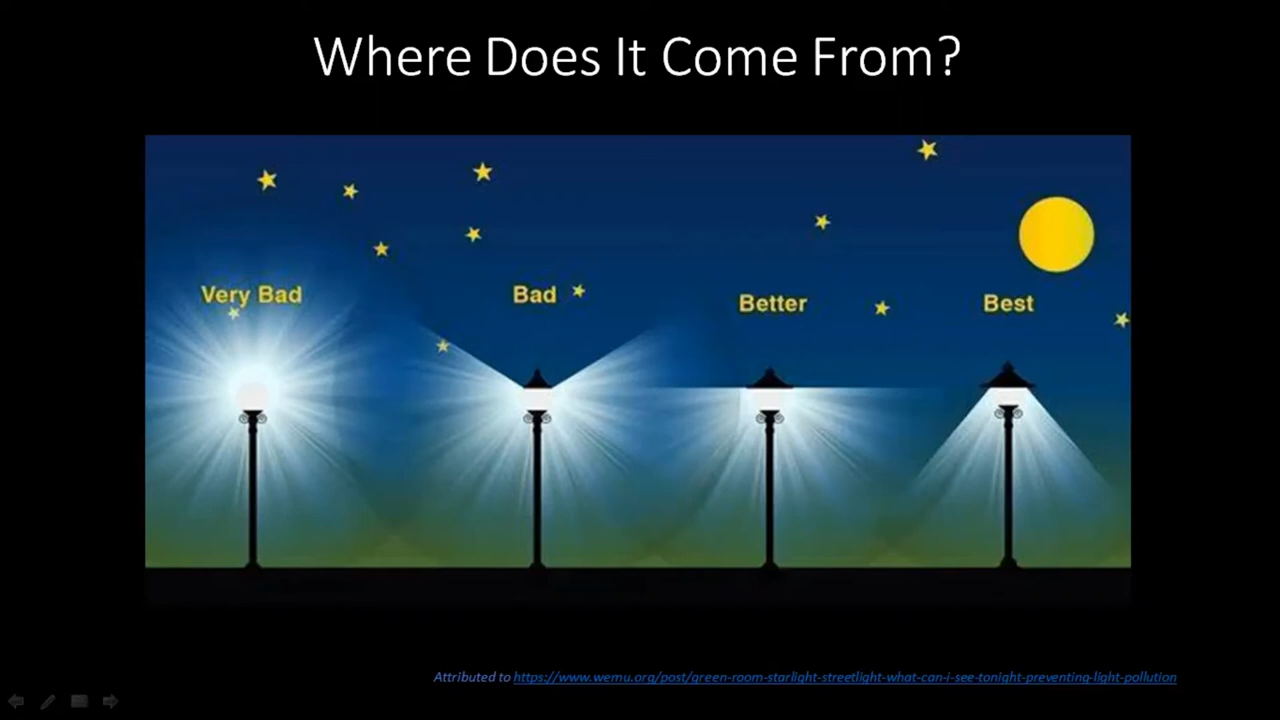 Where Does It Come From?
Very Bad
Bad
Better
Best
Attributed to https://www.wemu.org/post/green-room-starlight-streetlight-what-can-i-see-tonight-preventing-light-pollution